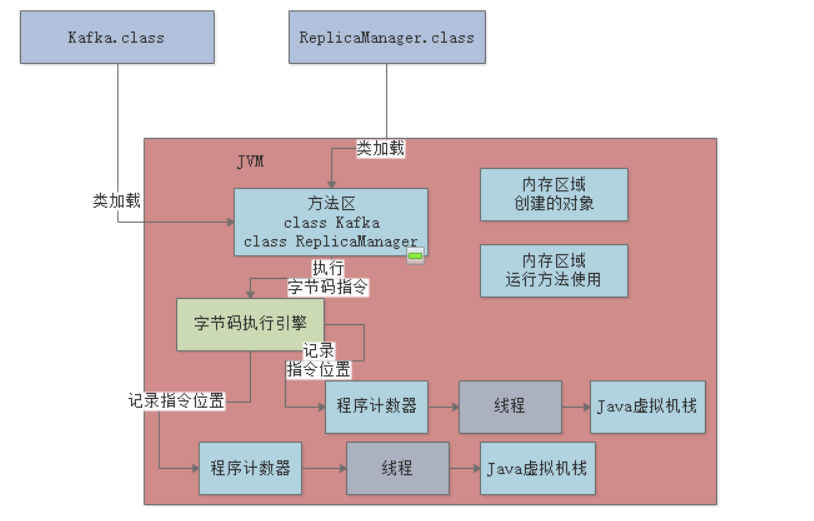 Kafka.class
ReplicaManager.class
JVM
类加载
类加载
方法区
class Kafka
class ReplicaManager
内存区域
创建的对象
内存区域
运行方法使用
执行
字节码指令
字节码执行引擎
记录
指令位置
记录指令位置
程序计数器
线程
Java虚拟机栈
程序计数器
线程
Java虚拟机栈